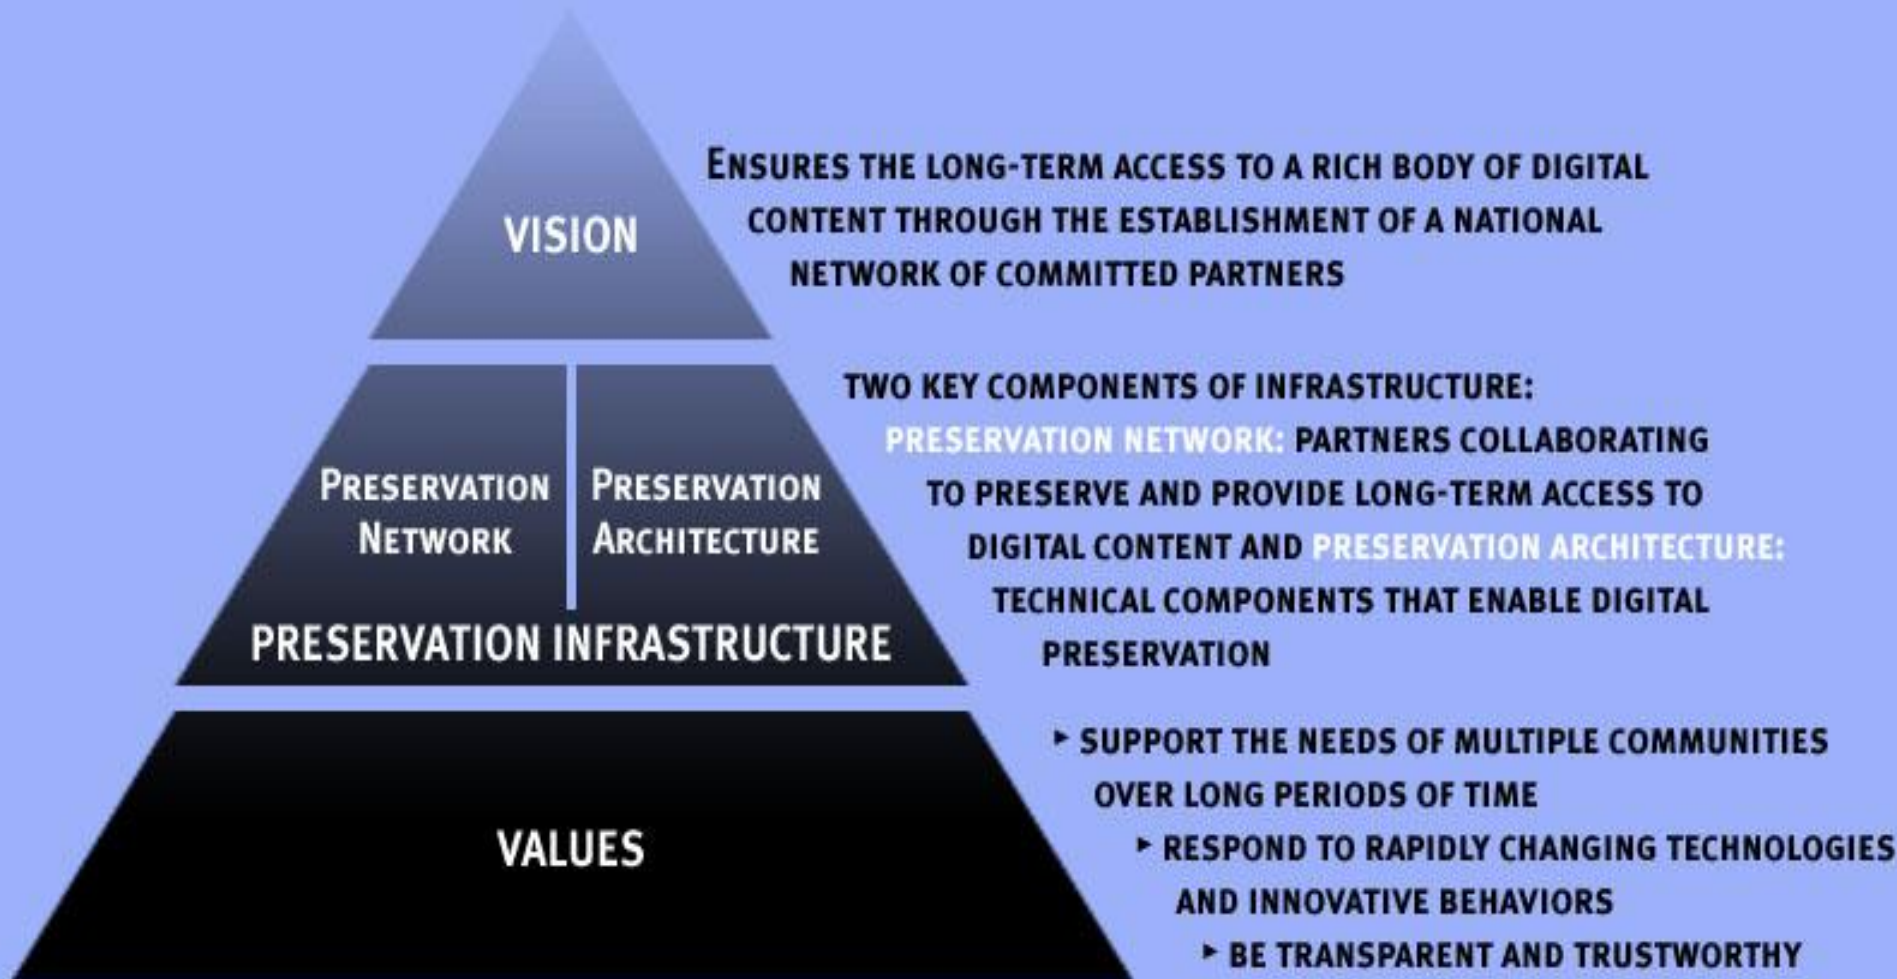 VISION
ENSURES THE LONG-TERM ACCESS TO A RICH BODY OF DIGITAL
CONTENT THROUGH THE ESTABLISHMENT OF A NATIONAL
NETWORK OF COMMITTED PARTNERS
PRESERVATION
NETWORK
PRESERVATION
ARCHITECTURE
PRESERVATION INFRASTRUCTURE
TWO KEY COMPONENTS OF INFRASTRUCTURE:
PRESERVATION NETWORK: PARTNERS COLLABORATING
TO PRESERVE AND PROVIDE LONG-TERM ACCESS TO
DIGITAL CONTENT AND PRESERVATION ARCHITECTURE:
TECHNICAL COMPONENTS THAT ENABLE DIGITAL
PRESERVATION
VALUES
▸ SUPPORT THE NEEDS OF MULTIPLE COMMUNITIES
OVER LONG PERIODS OF TIME
▸ RESPOND TO RAPIDLY CHANGING TECHNOLOGIES
AND INNOVATIVE BEHAVIORS
▸ BE TRANSPARENT AND TRUSTWORTHY